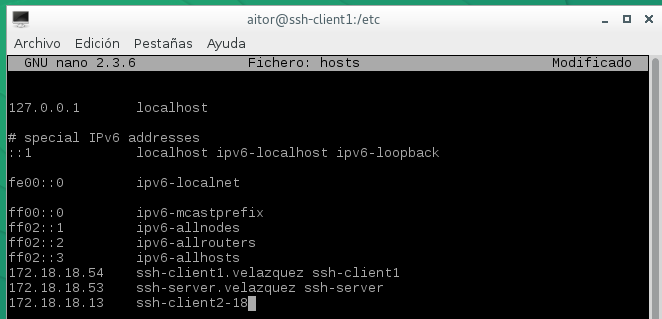 aitor@ssh-client1:/etc
Archivo Edición Pestañas Ayuda
GNU nano 2.3.6 Fichero: hosts Modificado
127.0.0.1 localhost
# special IPv6 addresses
::1 localhost ipv6-localhost ipv6-loopback
fe00::0 ipv6-localnet
ff00::0 ipv6-mcastprefix
ff02::1 ipv6-allnodes
ff02::2 ipv6-allrouters
ff02::3 ipv6-allhosts
172.18.18.54 ssh-client1.velazquez ssh-client1
172.18.18.53 ssh-server.velazquez ssh-server
172.18.18.13 ssh-client2-18